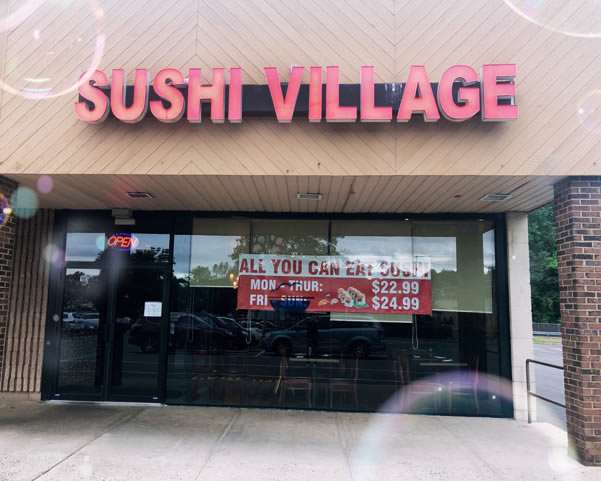 SUSHI VILLAGE
OPEN
ALL YOU CAN EAT SUSHI
MON - THUR: $22.99
FRI - SUN: $24.99